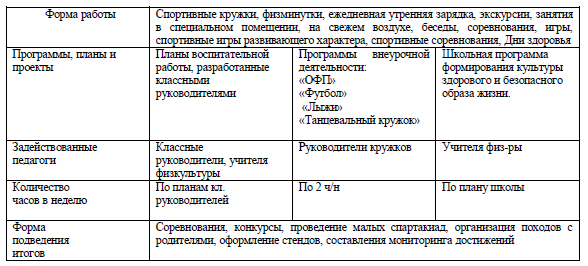 Форма работы
Спортивные кружки, физминутки, ежедневная утренняя зарядка, экскурсии, занятия
в специальном помещении, на свежем воздухе, беседы, соревнования, игры,
спортивные игры развивающего характера, спортивные соревнования, Дни здоровья
Программы, планы и
проекты
Планы воспитательной
работы, разработанные
классными
руководителями
Программы внеурочной
деятельности:
«ОФП»
«Футбол»
«Лыжи»
«Танцевальный кружок»
Школьная программа
формирования культуры
здорового и безопасного
образа жизни.
Задействованные
педагоги
Классные
руководители, учителя
физкультуры
Руководители кружков
Учителя физ-ры
Количество
часов в неделю
По планам кл.
руководителей
По 2 ч/н
По плану школы
Форма
подведения
итогов
Соревнования, конкурсы, проведение малых спартакиад, организация походов с
родителями, оформление стендов, составления мониторинга достижений